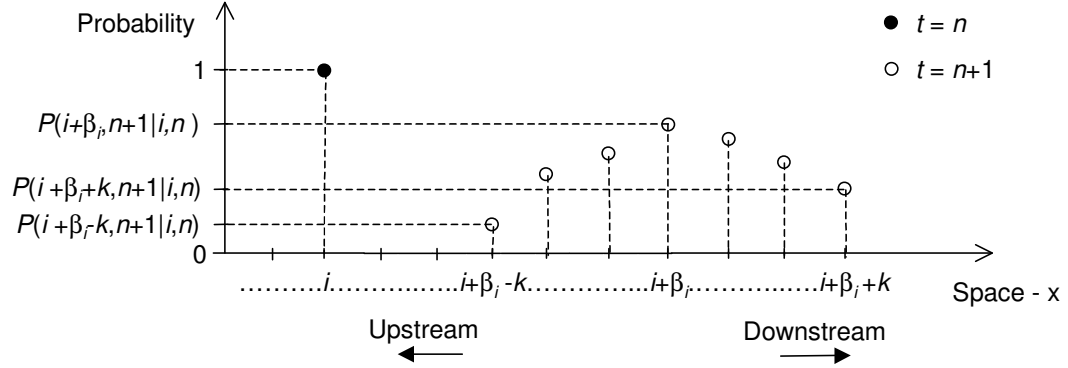 Probability
t = n
t = n+1
1
P(i+βᵢ,n+1|i,n )
P(i +βᵢ+k,n+1|i,n)
P(i +βᵢ-k,n+1|i,n)
0
..........i..................i+βᵢ -k................i+βᵢ..................i+βᵢ +k
Space - x
Upstream
Downstream